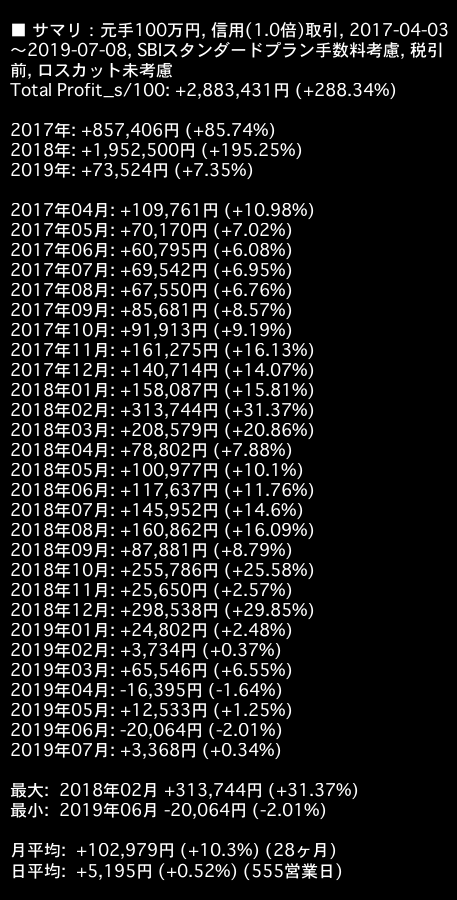 ■ サマリ：元手100万円, 信用(1.0倍)取引, 2017-04-03
～2019-07-08, SBIスタンダードプラン手数料考慮, 税引
前, ロスカット未考慮
Total Profit_s/100: +2,883,431円 (+288.34%)
2017年: +857,406円 (+85.74%)
2018年: +1,952,500円 (+195.25%)
2019年: +73,524円 (+7.35%)
2017年04月: +109,761円 (+10.98%)
2017年05月: +70,170円 (+7.02%)
2017年06月: +60,795円 (+6.08%)
2017年07月: +69,542円 (+6.95%)
2017年08月: +67,550円 (+6.76%)
2017年09月: +85,681円 (+8.57%)
2017年10月: +91,913円 (+9.19%)
2017年11月: +161,275円 (+16.13%)
2017年12月: +140,714円 (+14.07%)
2018年01月: +158,087円 (+15.81%)
2018年02月: +313,744円 (+31.37%)
2018年03月: +208,579円 (+20.86%)
2018年04月: +78,802円 (+7.88%)
2018年05月: +100,977円 (+10.1%)
2018年06月: +117,637円 (+11.76%)
2018年07月: +145,952円 (+14.6%)
2018年08月: +160,862円 (+16.09%)
2018年09月: +87,881円 (+8.79%)
2018年10月: +255,786円 (+25.58%)
2018年11月: +25,650円 (+2.57%)
2018年12月: +298,538円 (+29.85%)
2019年01月: +24,802円 (+2.48%)
2019年02月: +3,734円 (+0.37%)
2019年03月: +65,546円 (+6.55%)
2019年04月: -16,395円 (-1.64%)
2019年05月: +12,533円 (+1.25%)
2019年06月: -20,064円 (-2.01%)
2019年07月: +3,368円 (+0.34%)
最大: 2018年02月 +313,744円 (+31.37%)
最小: 2019年06月 -20,064円 (-2.01%)
月平均: +102,979円 (+10.3%) (28ヶ月)
日平均: +5,195円 (+0.52%) (555営業日)